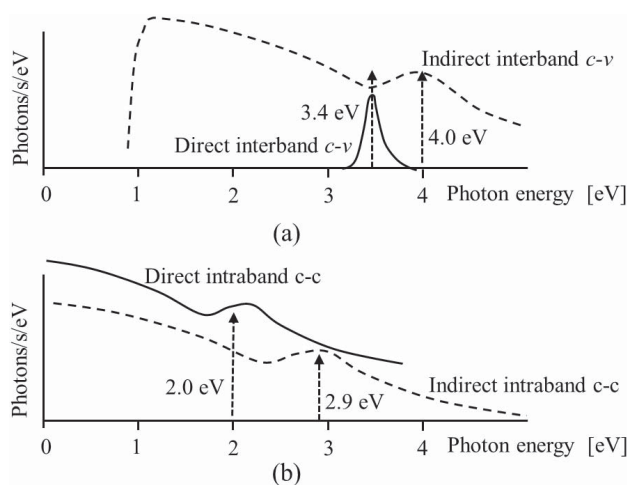 Photons/s/eV
Indirect interband c-v
3.4 eV
Direct interband c-v
4.0 eV
0 1 2 3 4 Photon energy [eV]
(a)
Photons/s/eV
Direct intraband c-c
2.0 eV
2.9 eV
Indirect intraband c-c
0 1 2 3 4 Photon energy [eV]
(b)